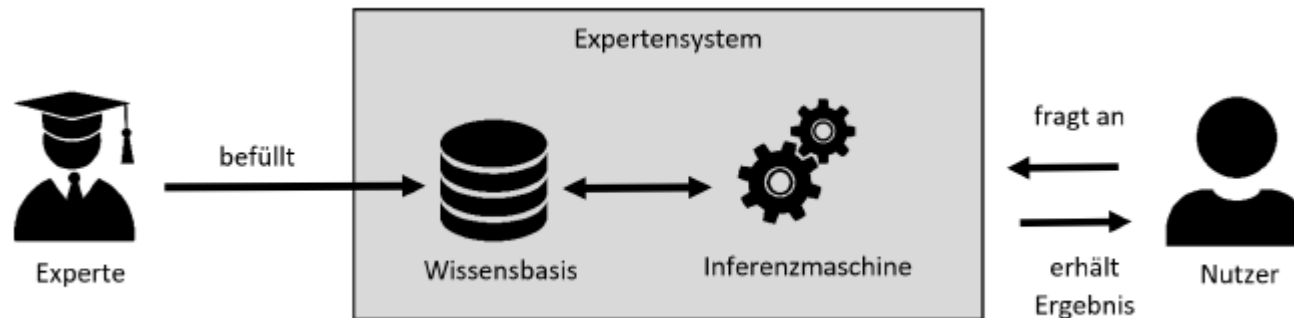 Expertensystem
befüllt
fragt an
Experte
Wissensbasis
Inferenzmaschine
erhält
Ergebnis
Nutzer